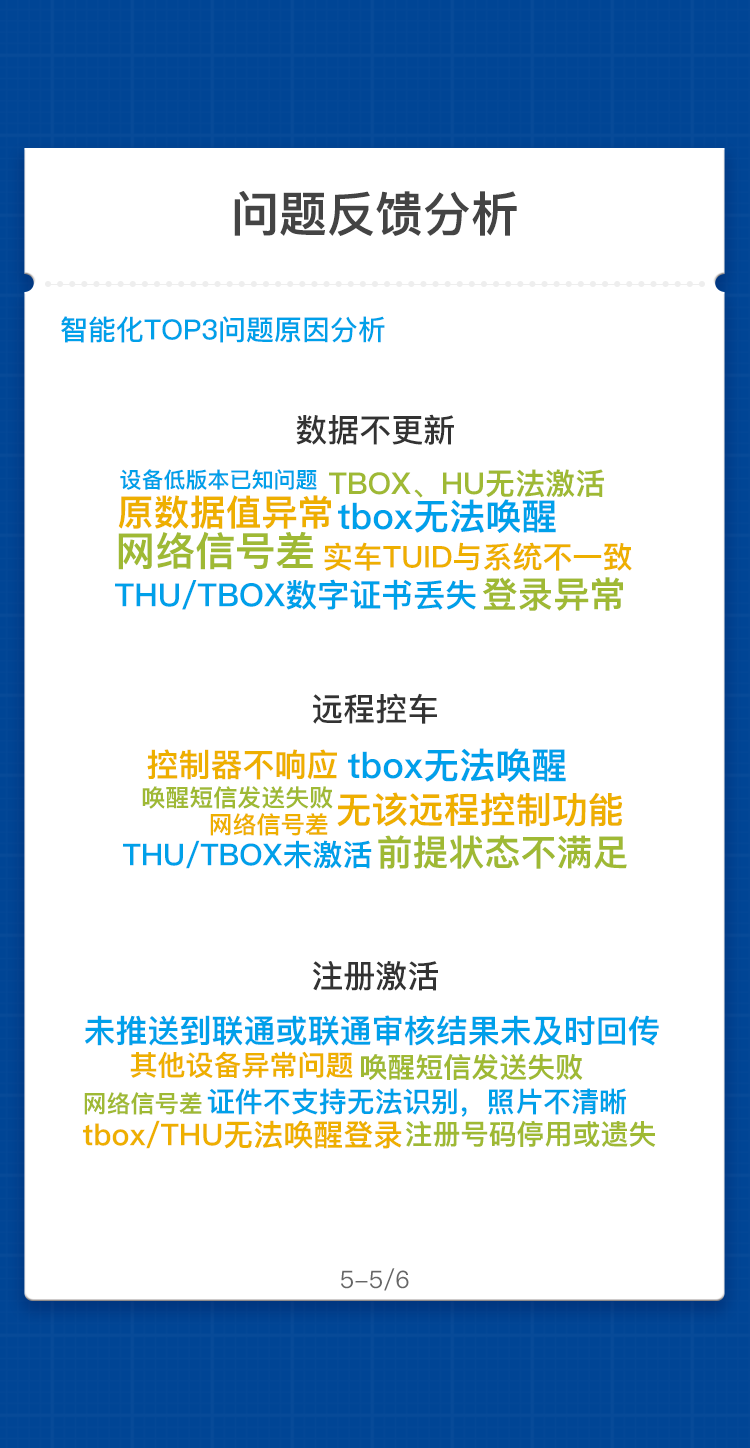 问题反馈分析
智能化TOP3问题原因分析
数据不更新
设备低版本已知问题 TBOX、HU无法激活
原数据值异常 tbox无法唤醒
网络信号差 实车TUID与系统不一致
THU/TBOX数字证书丢失 登录异常
远程控车
控制器不响应 tbox无法唤醒
唤醒短信发送失败 无该远程控制功能
网络信号差
THU/TBOX未激活 前提状态不满足
注册激活
未推送到联通或联通审核结果未及时回传
其他设备异常问题 唤醒短信发送失败
网络信号差 证件不支持无法识别，照片不清晰
tbox/THU无法唤醒登录 注册号码停用或遗失
5-5/6